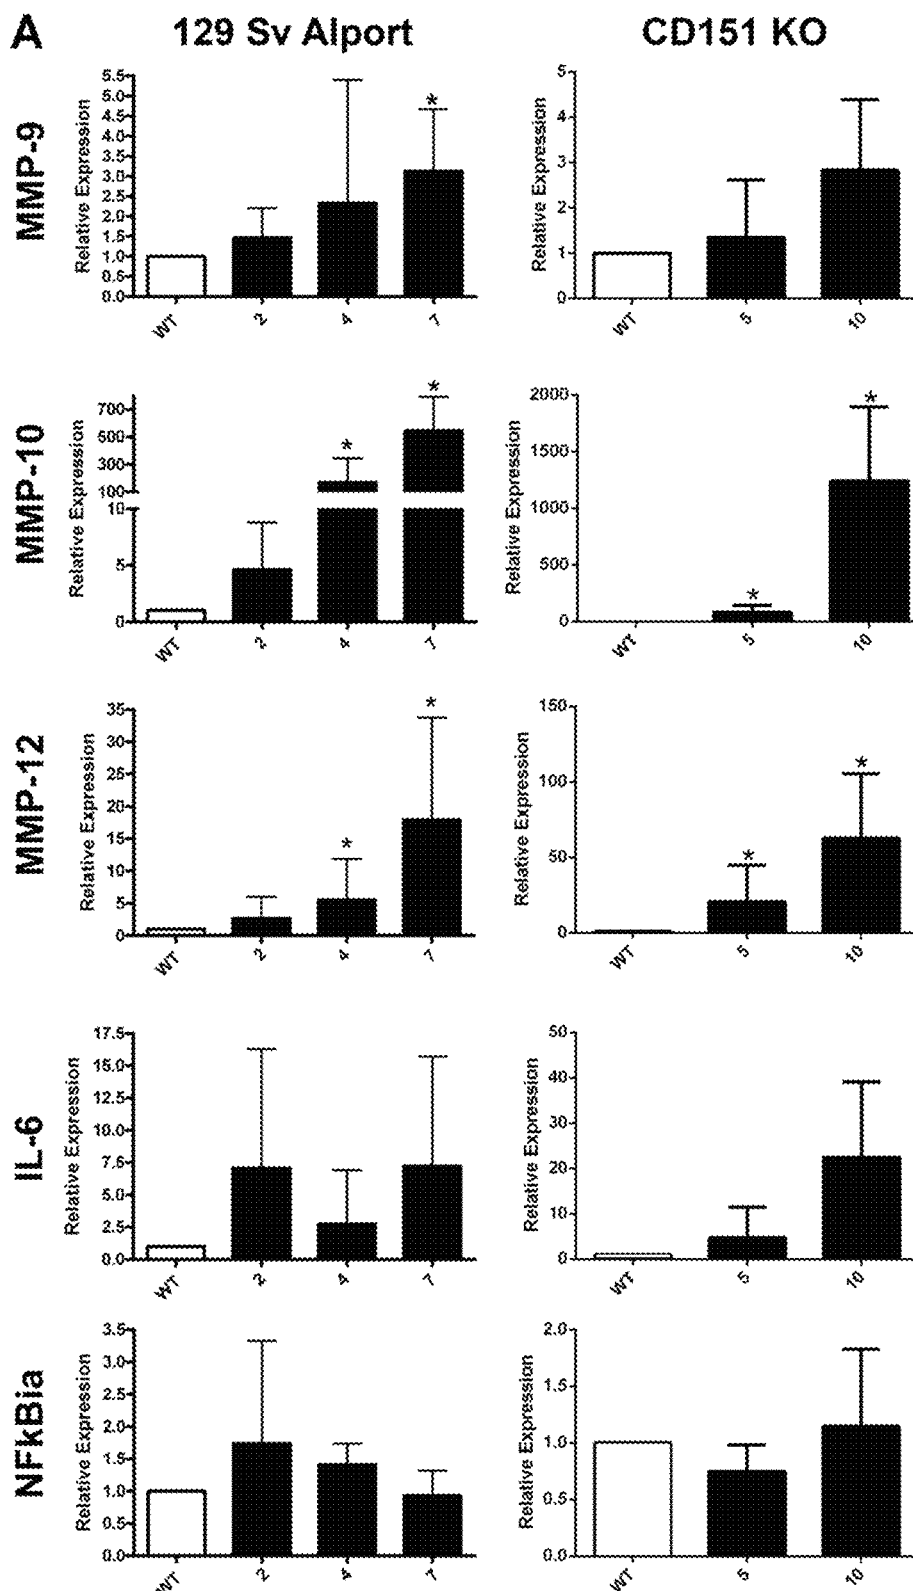 A 129 Sv Alport CD151 KO
MMP-9
Relative Expression
5.5
5.0
4.5
4.0
3.5
3.0
2.5
2.0
1.5
1.0
0.5
0.0
*
WT 2 4 7
Relative Expression
5
4
3
2
1
0
WT 5 10
MMP-10
Relative Expression
700
500
300
100
10
5
0
* *
WT 2 4 7
Relative Expression
2000
1500
1000
500
0
* *
WT 5 10
MMP-12
Relative Expression
35
30
25
20
15
10
5
0
* *
WT 2 4 7
Relative Expression
150
100
50
0
* *
WT 5 10
IL-6
Relative Expression
17.5
15.0
12.5
10.0
7.5
5.0
2.5
0.0
WT 2 4 7
Relative Expression
50
40
30
20
10
0
WT 5 10
NFkBia
Relative Expression
3.5
3.0
2.5
2.0
1.5
1.0
0.5
0.0
WT 2 4 7
Relative Expression
2.0
1.5
1.0
0.5
0.0
WT 5 10